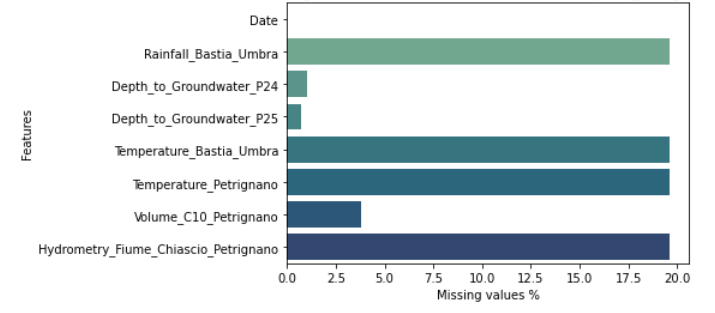 Features
Date
Rainfall_Bastia_Umbra
Depth_to_Groundwater_P24
Depth_to_Groundwater_P25
Temperature_Bastia_Umbra
Temperature_Petrignano
Volume_C10_Petrignano
Hydrometry_Fiume_Chiascio_Petrignano
0.0 2.5 5.0 7.5 10.0 12.5 15.0 17.5 20.0
Missing values %